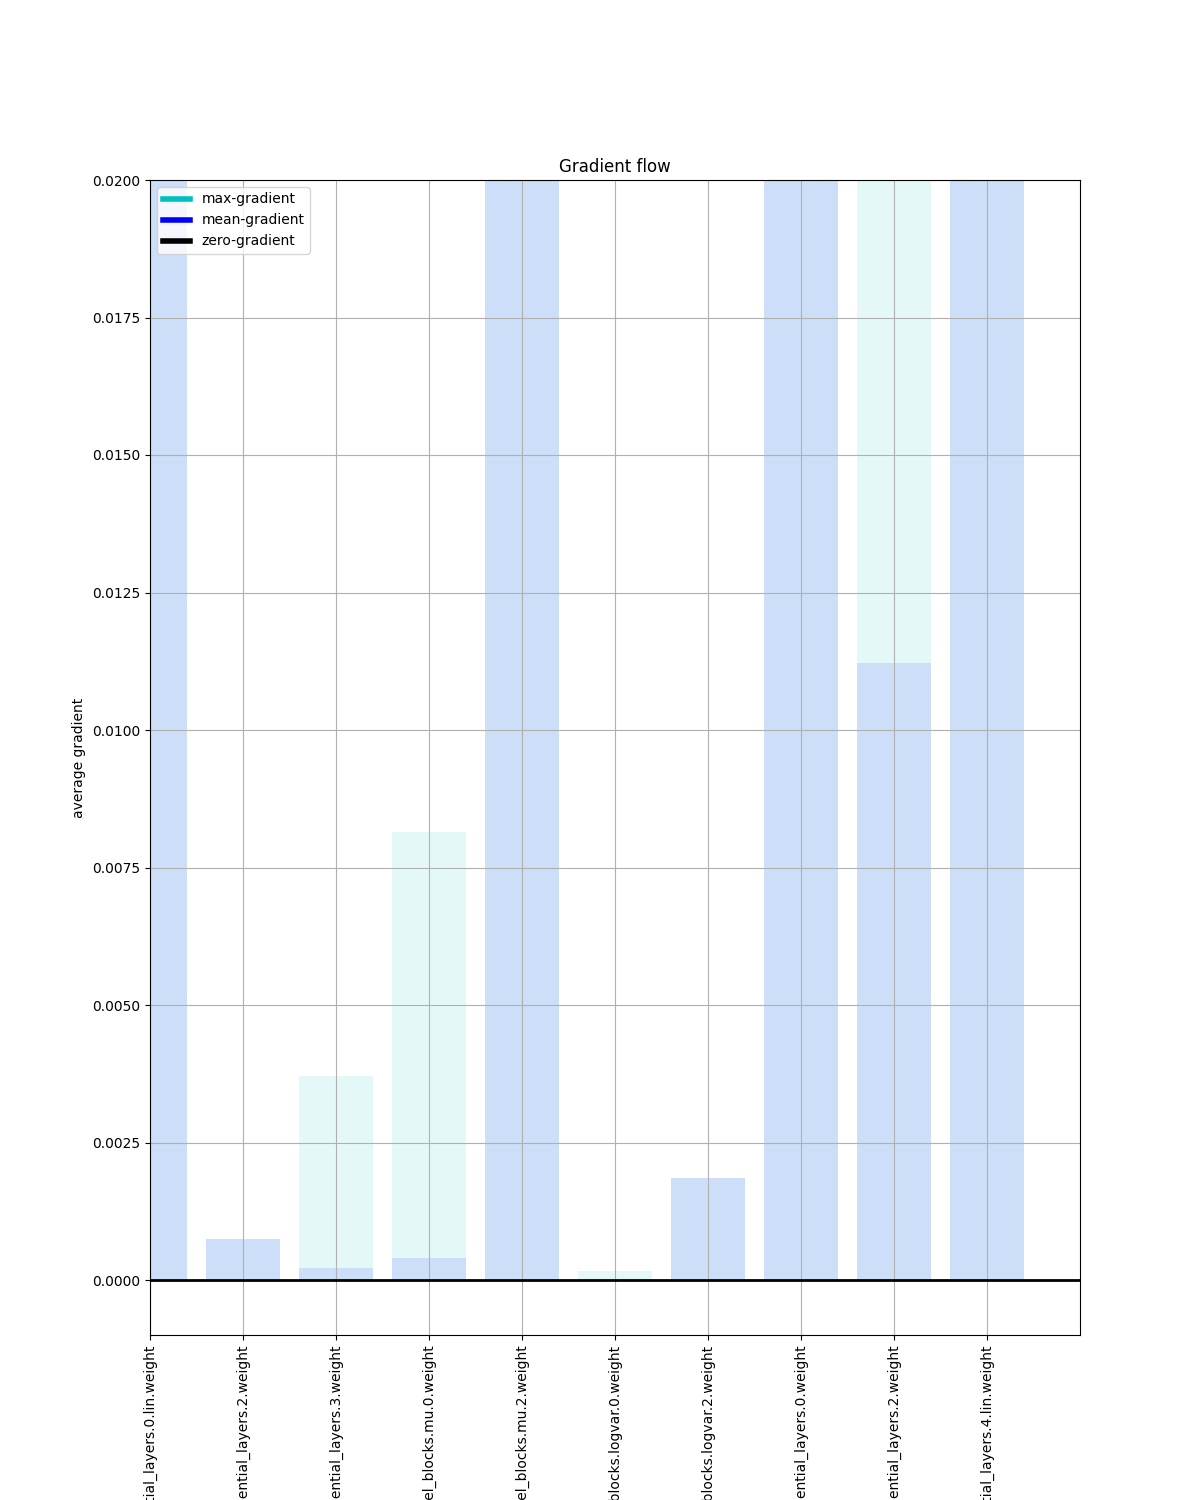 Gradient flow
max-gradient
mean-gradient
zero-gradient
0.0200
0.0175
0.0150
0.0125
0.0100
0.0075
0.0050
0.0025
0.0000
average gradient
tial_layers.0.lin.weight
ential_layers.2.weight
ential_layers.3.weight
el_blocks.mu.0.weight
el_blocks.mu.2.weight
blocks.logvar.0.weight
blocks.logvar.2.weight
ential_layers.0.weight
ential_layers.2.weight
tial_layers.4.lin.weight